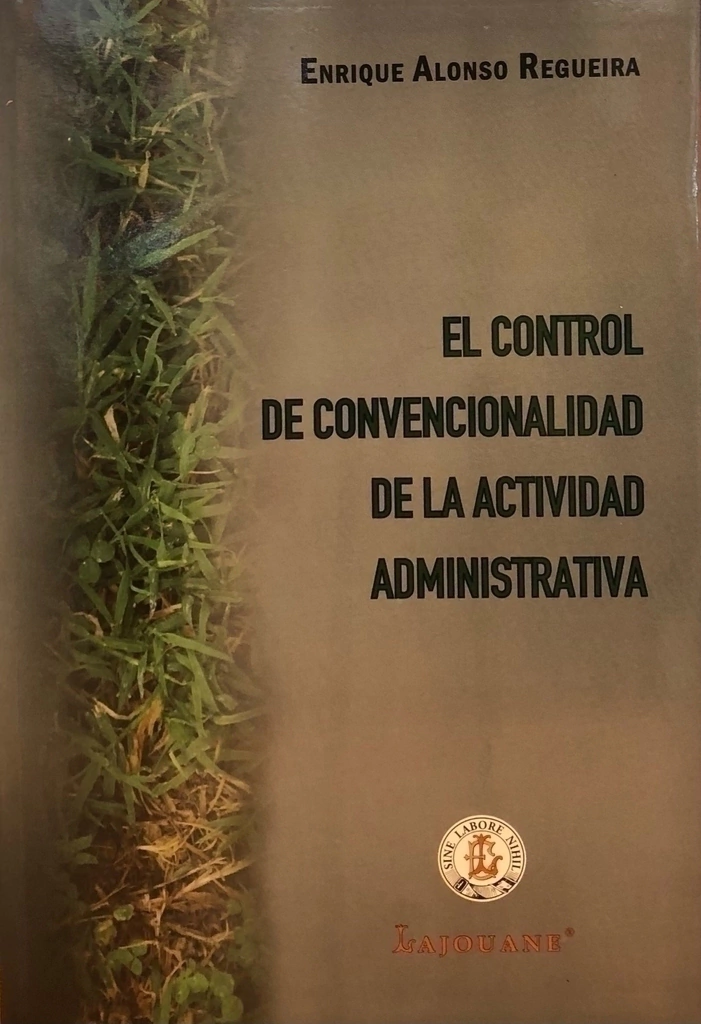 ENRIQUE ALONSO REGUEIRA
EL CONTROL
DE CONVENCIONALIDAD
DE LA ACTIVIDAD
ADMINISTRATIVA
SINE LABORE NIHIL
LAJOUANE®